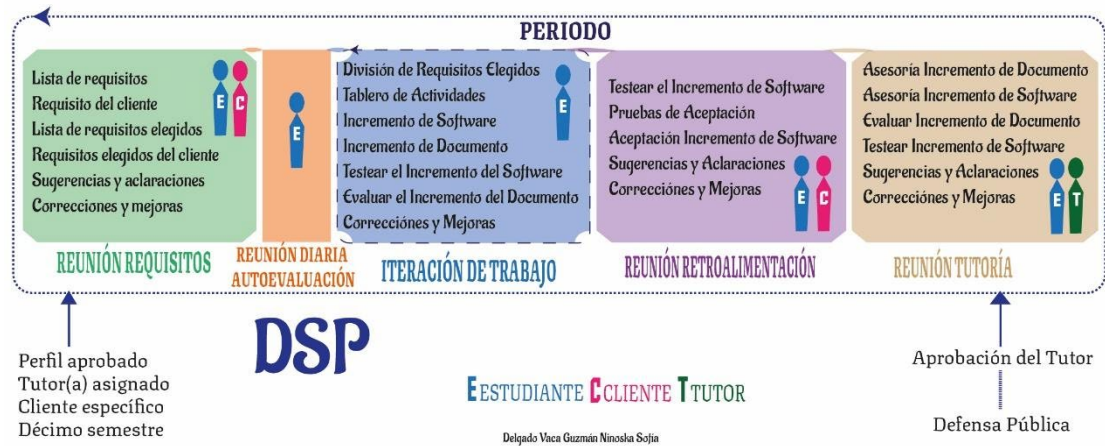 PERIODO
Lista de requisitos
Requisito del cliente
Lista de requisitos elegidos
Requisitos elegidos del cliente
Sugerencias y aclaraciones
Correcciones y mejoras
E C
REUNIÓN REQUISITOS
E
REUNIÓN DIARIA
AUTOEVALUACIÓN
División de Requisitos Elegidos
Tablero de Actividades
Incremento de Software
Incremento de Documento
Testear el Incremento del Software
Evaluar el Incremento del Documento
Correcciónes y Mejoras
E
ITERACIÓN DE TRABAJO
Testear el Incremento de Software
Pruebas de Aceptación
Aceptación Incremento de Software
Sugerencias y Aclaraciones
Correcciónes y Mejoras
E C
REUNIÓN RETROALIMENTACIÓN
Asesoría Incremento de Documento
Asesoría Incremento de Software
Evaluar Incremento de Documento
Testear Incremento de Software
Sugerencias y Aclaraciones
Correcciónes y Mejoras
E T
REUNIÓN TUTORÍA
Perfil aprobado
Tutor(a) asignado
Cliente específico
Décimo semestre
DSP
E ESTUDIANTE C CLIENTE T TUTOR
Delgado Vaca Guzmán Ninoska Sofía
Aprobación del Tutor
Defensa Pública